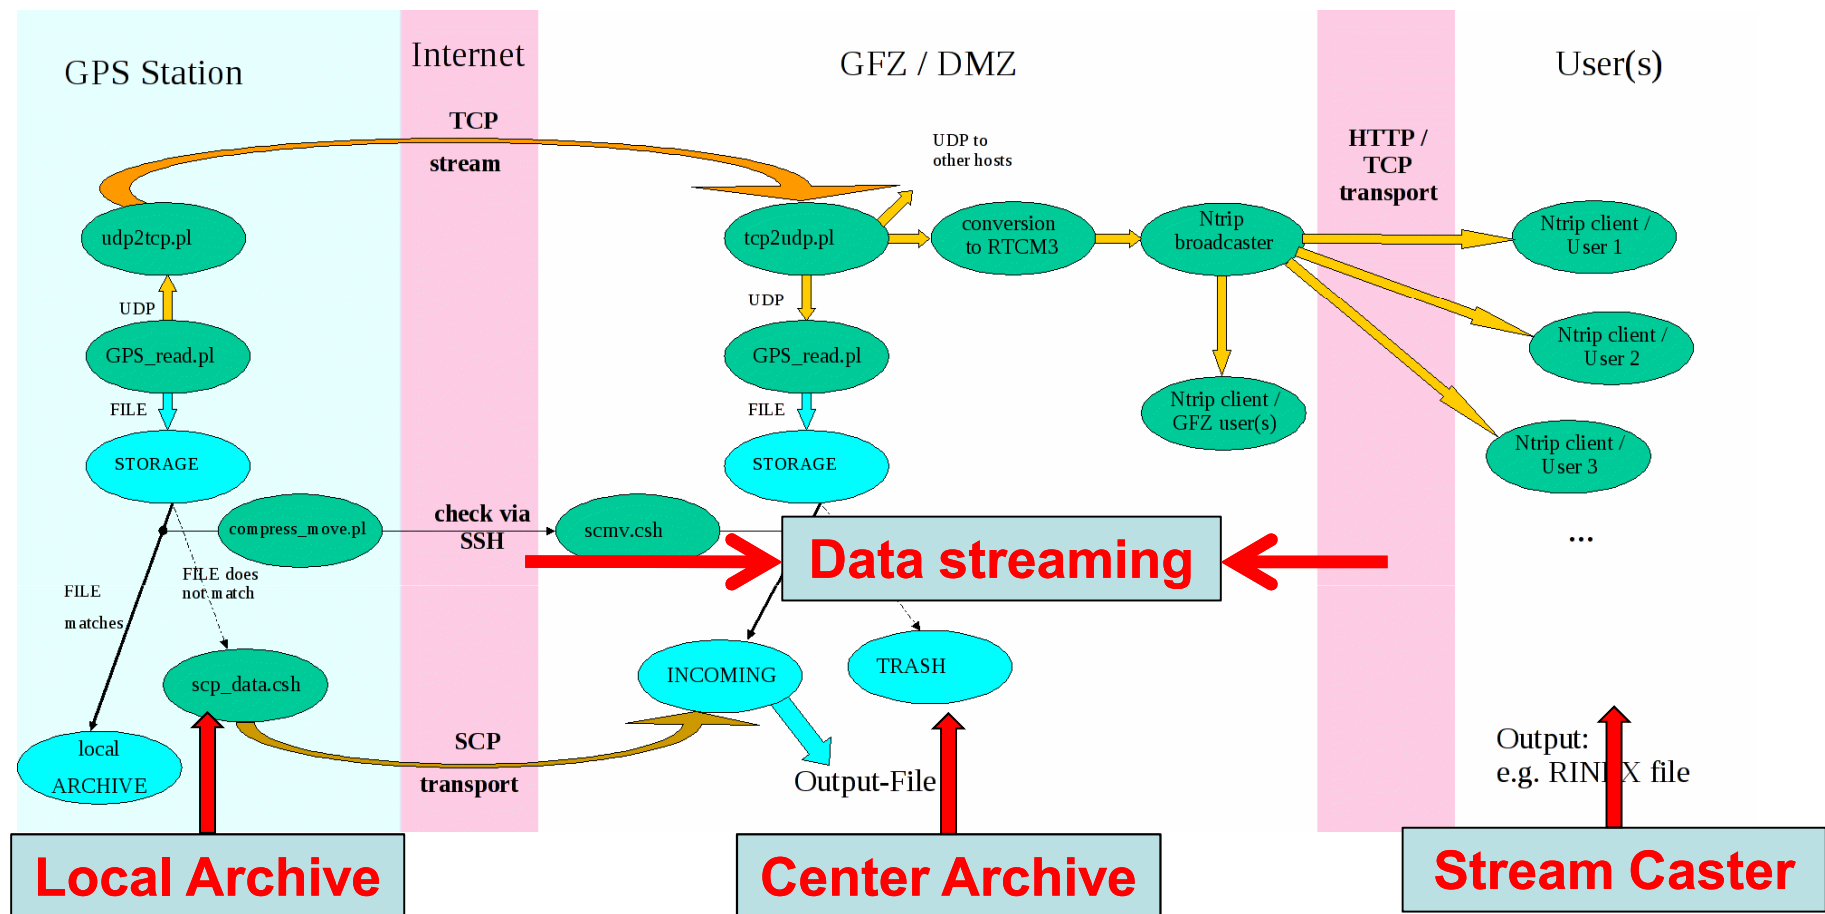 GPS Station
Internet
GFZ / DMZ
User(s)
TCP
stream
UDP to
other hosts
HTTP /
TCP
transport
udp2tcp.pl
tcp2udp.pl
conversion
to RTCM3
Ntrip
broadcaster
Ntrip client /
User 1
UDP
UDP
GPS_read.pl
GPS_read.pl
Ntrip client /
User 2
FILE
FILE
Ntrip client /
GFZ user(s)
Ntrip client /
User 3
STORAGE
STORAGE
compress_move.pl
check via
SSH
scmv.csh
...
Data streaming
FILE does
not match
FILE
matches
scp_data.csh
INCOMING
TRASH
local
ARCHIVE
SCP
transport
Output-File
Output:
e.g. RINEX file
Local Archive
Center Archive
Stream Caster